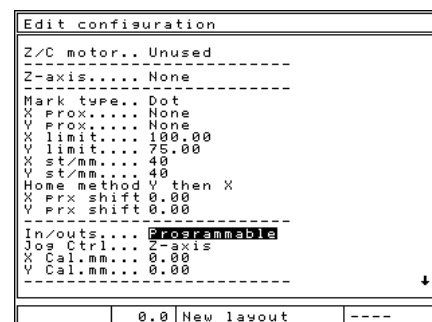 Edit configuration
Z/C motor.. Unused
------------------------
Z-axis..... None
------------------------
Mark type.. Dot
X prox..... None
Y prox..... None
X limit.... 100.00
Y limit.... 75.00
X st/mm.... 40
Y st/mm.... 40
Home method Y then X
X prx shift 0.00
Y prx shift 0.00
------------------------
In/outs.... Programmable
Jog Ctrl... Z-axis
X Cal.mm... 0.00
Y Cal.mm... 0.00
------------------------
0.0 New layout ----